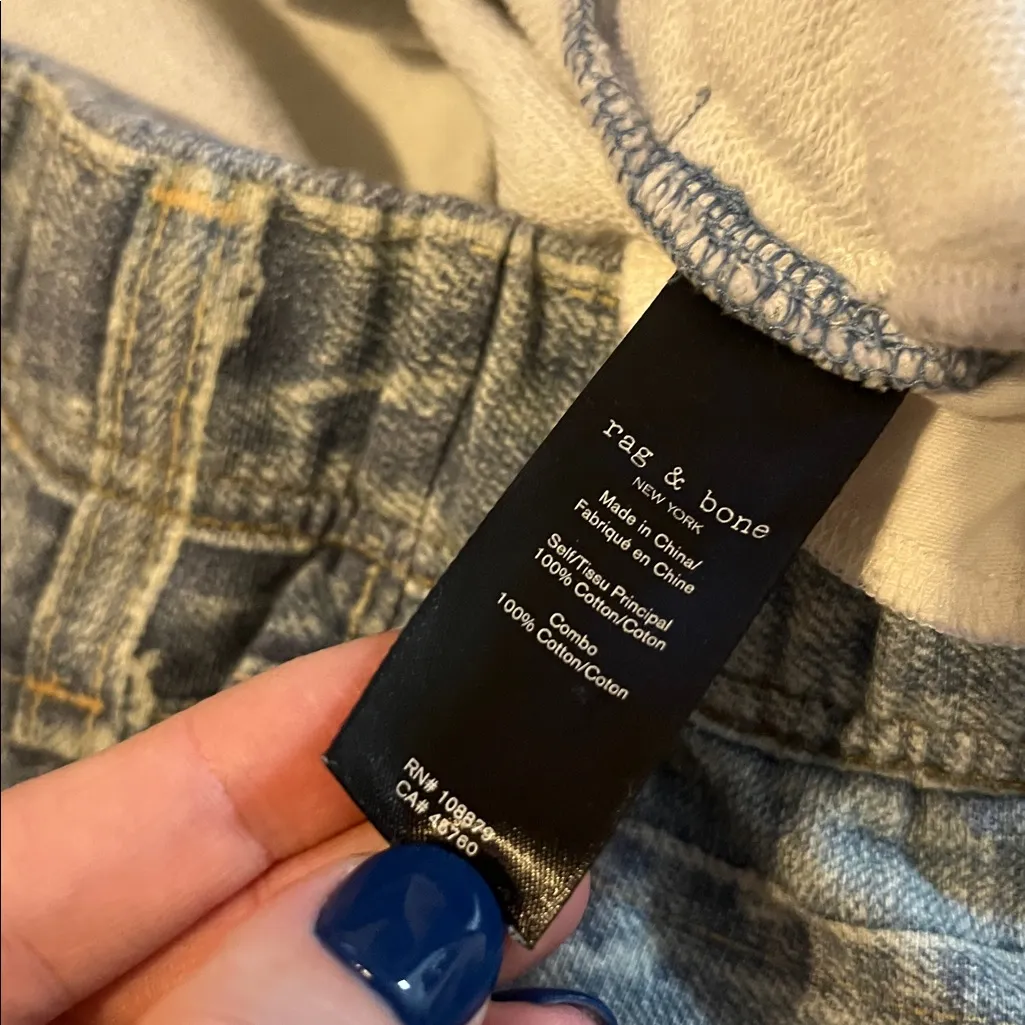 rag & bone
NEW YORK
Made in China/
Fabriqué en Chine
Self/Tissu Principal
100% Cotton/Coton
Combo
100% Cotton/Coton
RN# 108879
CA# 45760